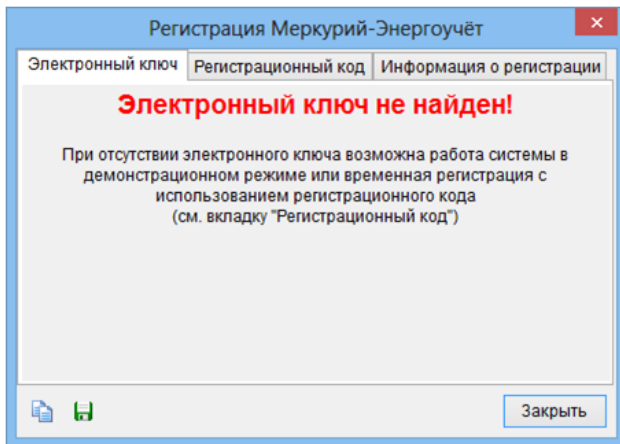 Регистрация Меркурий-Энергоучёт
Электронный ключ
Регистрационный код
Информация о регистрации
Электронный ключ не найден!
При отсутствии электронного ключа возможна работа системы в
демонстрационном режиме или временная регистрация с
использованием регистрационного кода
(см. вкладку "Регистрационный код")
Закрыть